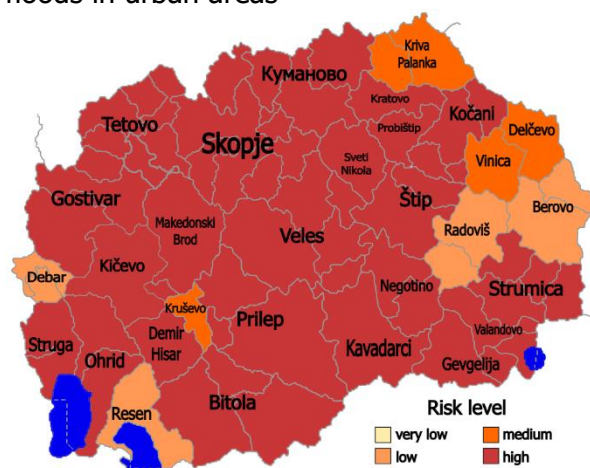 floods in urban areas
Kriva
Palanka
Куманово
Kratovo
Kočani
Tetovo
Probištip
Delčevo
Skopje
Sveti
Nikola
Vinica
Gostivar
Štip
Berovo
Makedonski
Brod
Veles
Radoviš
Kičevo
Debar
Negotino
Strumica
Kruševo
Prilep
Demir
Hisar
Struga
Valandovo
Ohrid
Kavadarci
Gevgelija
Resen
Bitola
Risk level
very low
medium
low
high